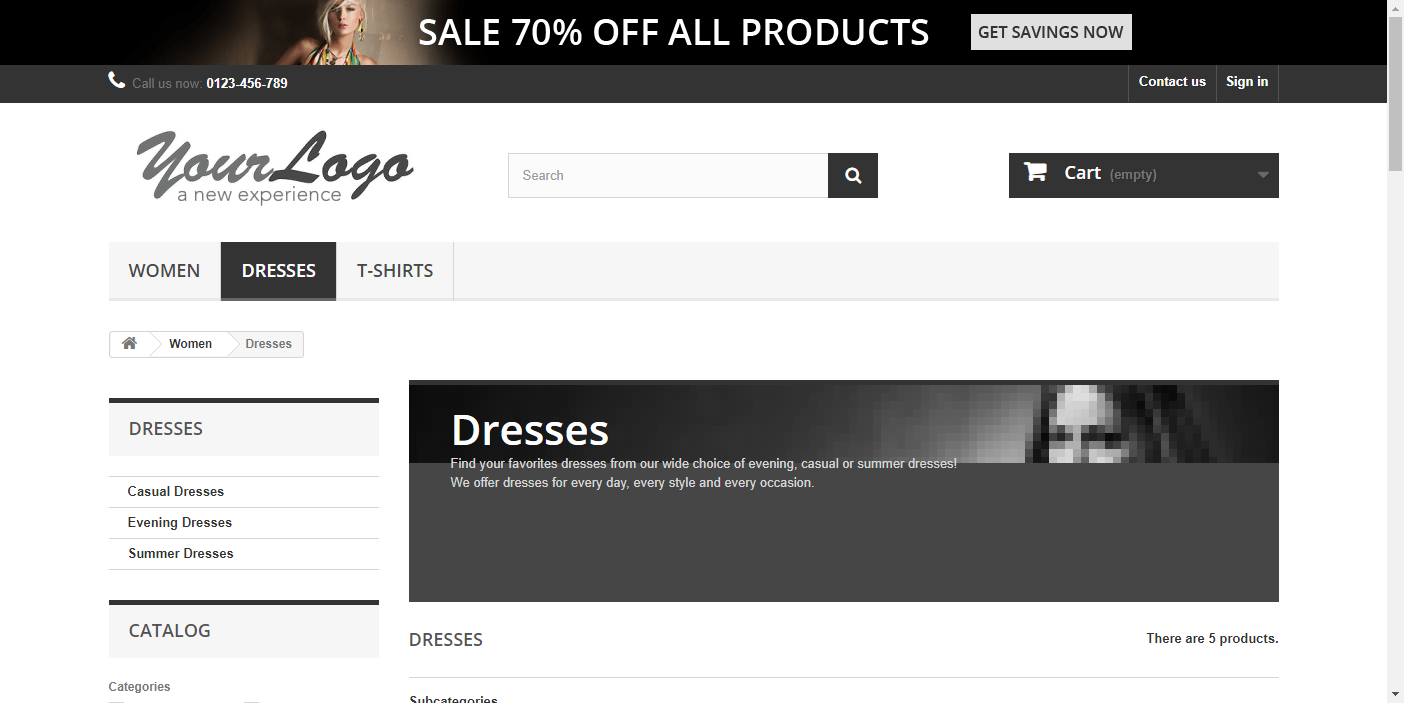 SALE 70% OFF ALL PRODUCTS
GET SAVINGS NOW
Call us now: 0123-456-789
Contact us
Sign in
YourLogo
a new experience
Search
Cart (empty)
WOMEN
DRESSES
T-SHIRTS
Women
Dresses
DRESSES
Casual Dresses
Evening Dresses
Summer Dresses
CATALOG
Categories
Dresses
Find your favorites dresses from our wide choice of evening, casual or summer dresses!
We offer dresses for every day, every style and every occasion.
DRESSES
There are 5 products.
Subcategories